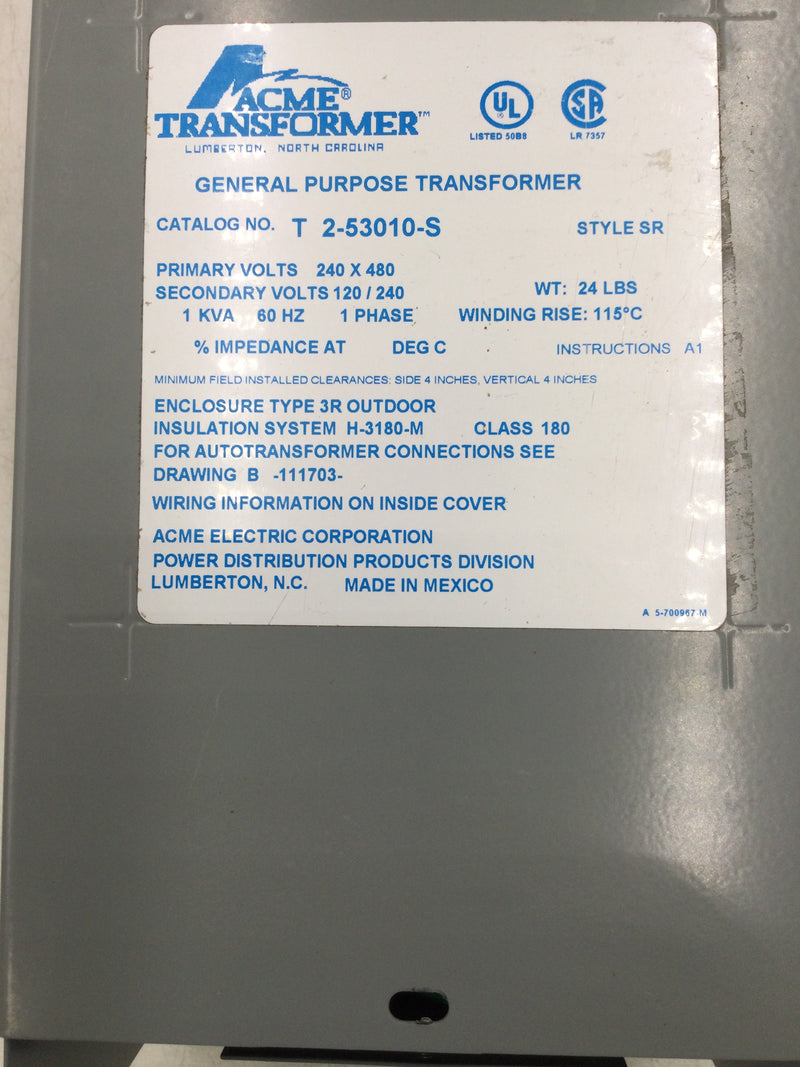 ACME®
TRANSFORMER™
LUMBERTON, NORTH CAROLINA
UL
®
LISTED 50B8
SA
LR 7357
GENERAL PURPOSE TRANSFORMER
CATALOG NO. T 2-53010-S STYLE SR
PRIMARY VOLTS 240 X 480
SECONDARY VOLTS 120 / 240 WT: 24 LBS
1 KVA 60 HZ 1 PHASE WINDING RISE: 115°C
% IMPEDANCE AT DEG C INSTRUCTIONS A1
MINIMUM FIELD INSTALLED CLEARANCES: SIDE 4 INCHES, VERTICAL 4 INCHES
ENCLOSURE TYPE 3R OUTDOOR
INSULATION SYSTEM H-3180-M CLASS 180
FOR AUTOTRANSFORMER CONNECTIONS SEE
DRAWING B -111703-
WIRING INFORMATION ON INSIDE COVER
ACME ELECTRIC CORPORATION
POWER DISTRIBUTION PRODUCTS DIVISION
LUMBERTON, N.C. MADE IN MEXICO
A 5-700967-M